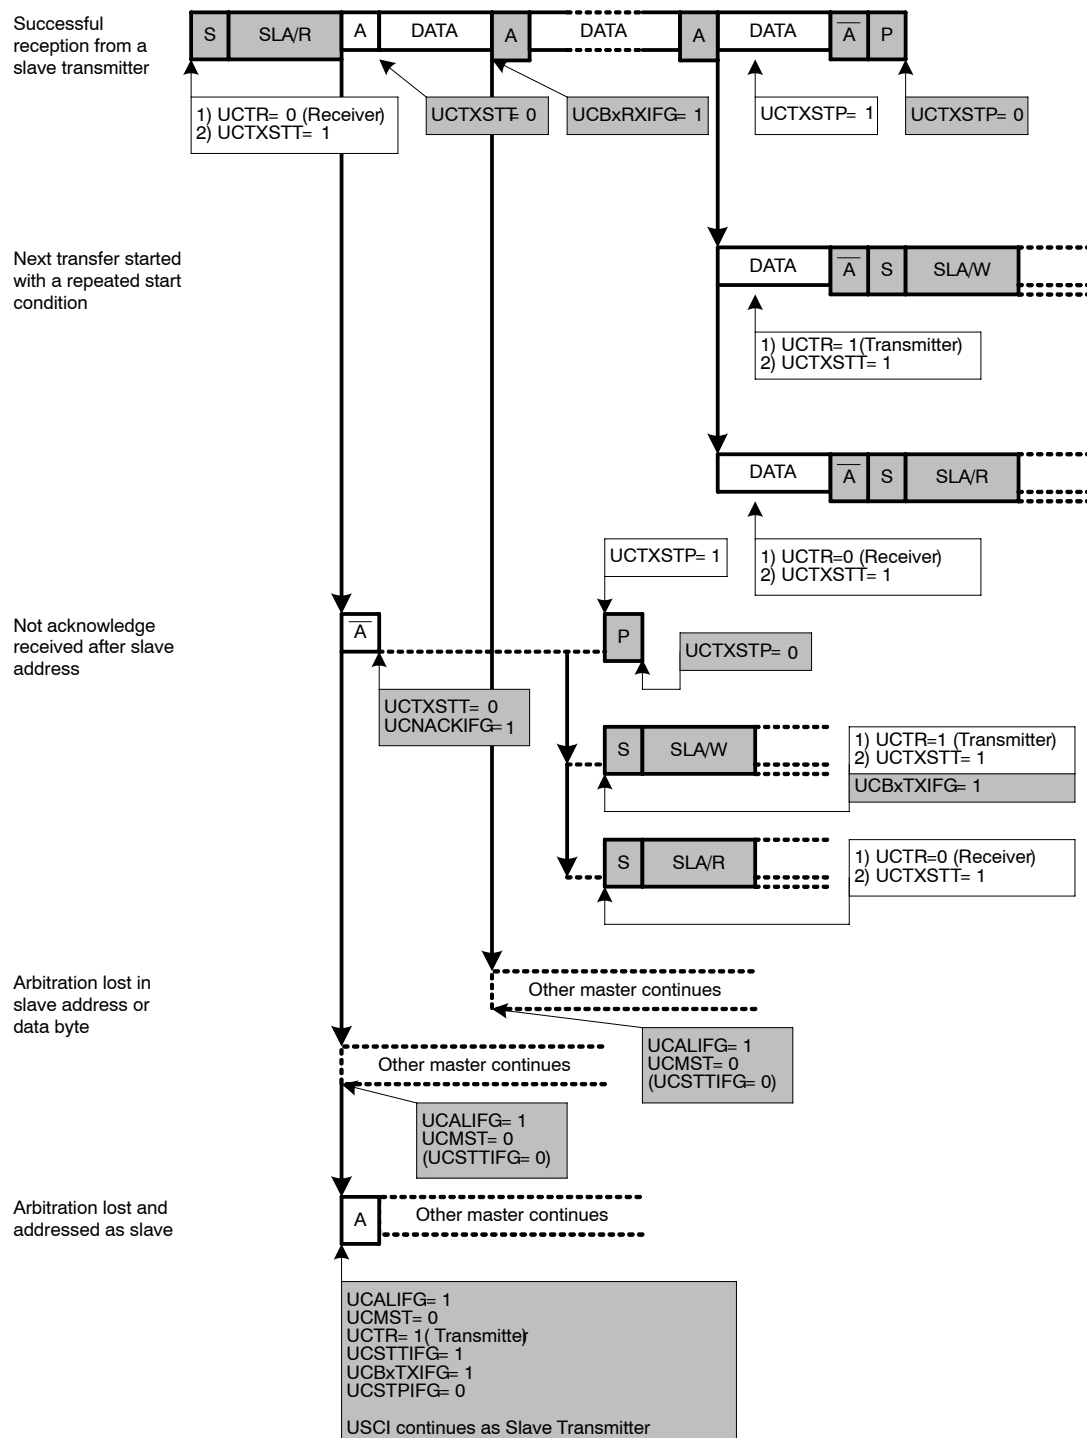 Successful
reception from a
slave transmitter
S SLA/R A DATA A DATA A DATA A P
1) UCTR= 0 (Receiver)
2) UCTXSTT= 1
UCTXSTT= 0
UCBxRXIFG= 1
UCTXSTP= 1
UCTXSTP= 0
Next transfer started
with a repeated start
condition
DATA A S SLA/W
1) UCTR= 1(Transmitter)
2) UCTXSTT= 1
DATA A S SLA/R
1) UCTR=0 (Receiver)
2) UCTXSTT= 1
UCTXSTP= 1
Not acknowledge
received after slave
address
A
P
UCTXSTP= 0
UCTXSTT= 0
UCNACKIFG=1
S SLA/W
1) UCTR=1 (Transmitter)
2) UCTXSTT= 1
UCBxTXIFG= 1
S SLA/R
1) UCTR=0 (Receiver)
2) UCTXSTT= 1
Arbitration lost in
slave address or
data byte
Other master continues
UCALIFG= 1
UCMST= 0
(UCSTTIFG= 0)
Other master continues
UCALIFG= 1
UCMST= 0
(UCSTTIFG= 0)
Arbitration lost and
addressed as slave
A Other master continues
UCALIFG= 1
UCMST= 0
UCTR= 1( Transmitter)
UCSTTIFG= 1
UCBxTXIFG= 1
UCSTPIFG= 0
USCI continues as Slave Transmitter